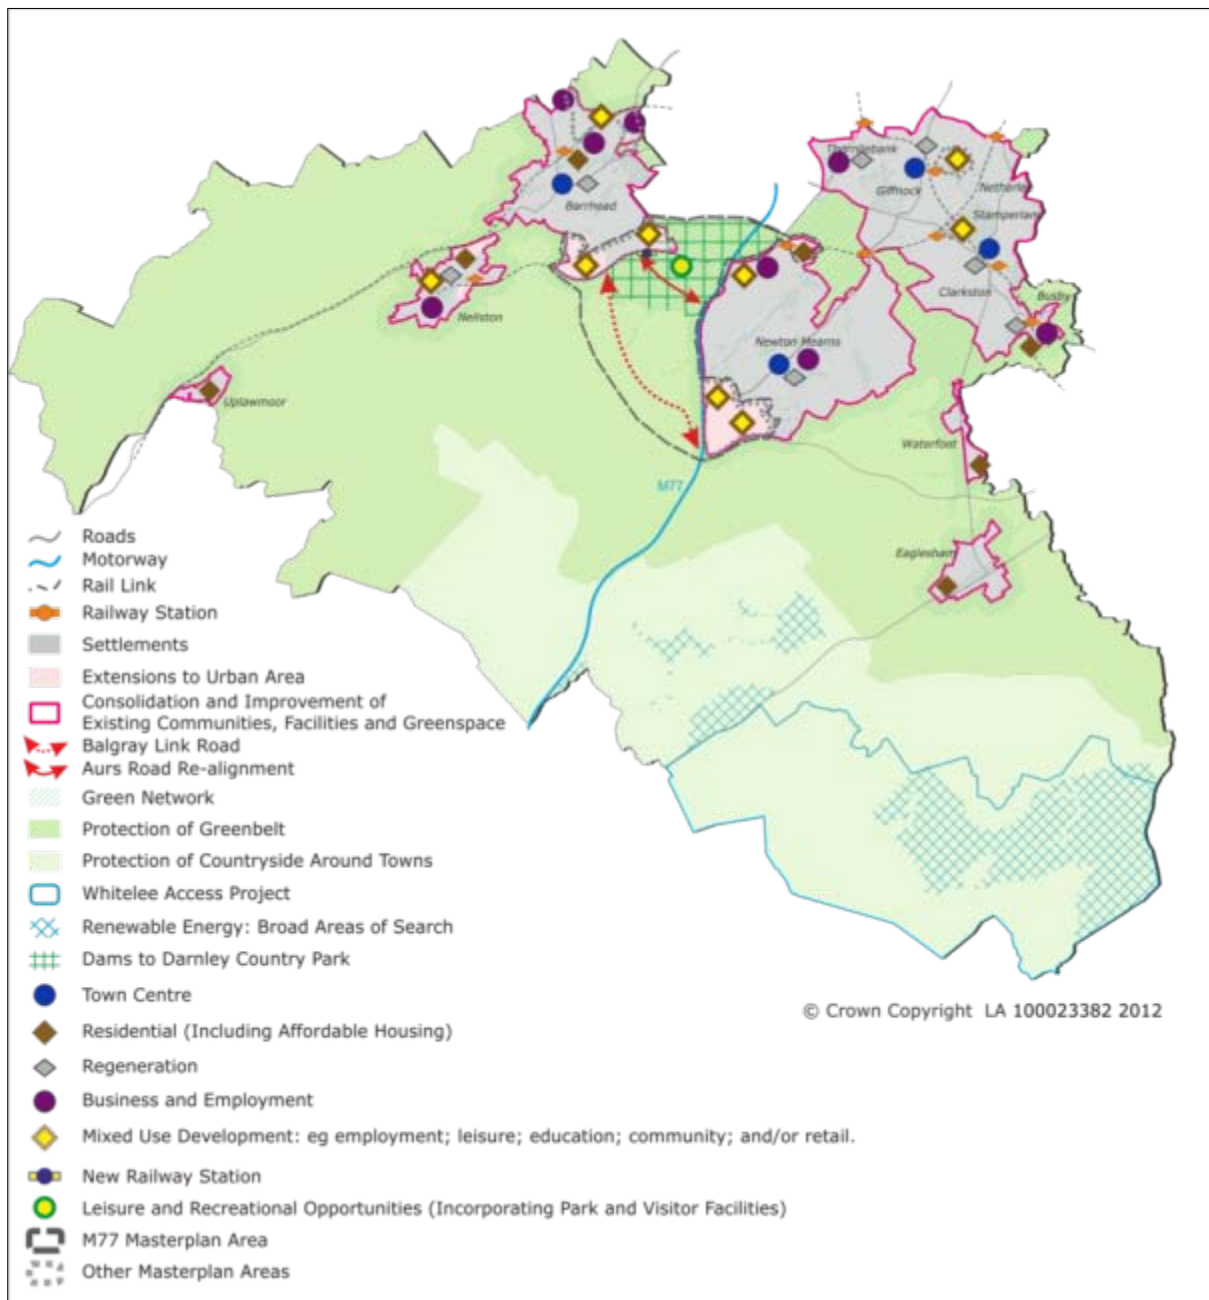 Thornliebank
Giffnock
Netherlee
Stamperland
Barrhead
Clarkston
Busby
Neilston
Newton Mearns
Uplawmoor
Waterfoot
M77
Eaglesham
Roads
Motorway
Rail Link
Railway Station
Settlements
Extensions to Urban Area
Consolidation and Improvement of
Existing Communities, Facilities and Greenspace
Balgray Link Road
Aurs Road Re-alignment
Green Network
Protection of Greenbelt
Protection of Countryside Around Towns
Whitelee Access Project
Renewable Energy: Broad Areas of Search
Dams to Darnley Country Park
Town Centre
© Crown Copyright LA 100023382 2012
Residential (Including Affordable Housing)
Regeneration
Business and Employment
Mixed Use Development: eg employment; leisure; education; community; and/or retail.
New Railway Station
Leisure and Recreational Opportunities (Incorporating Park and Visitor Facilities)
M77 Masterplan Area
Other Masterplan Areas